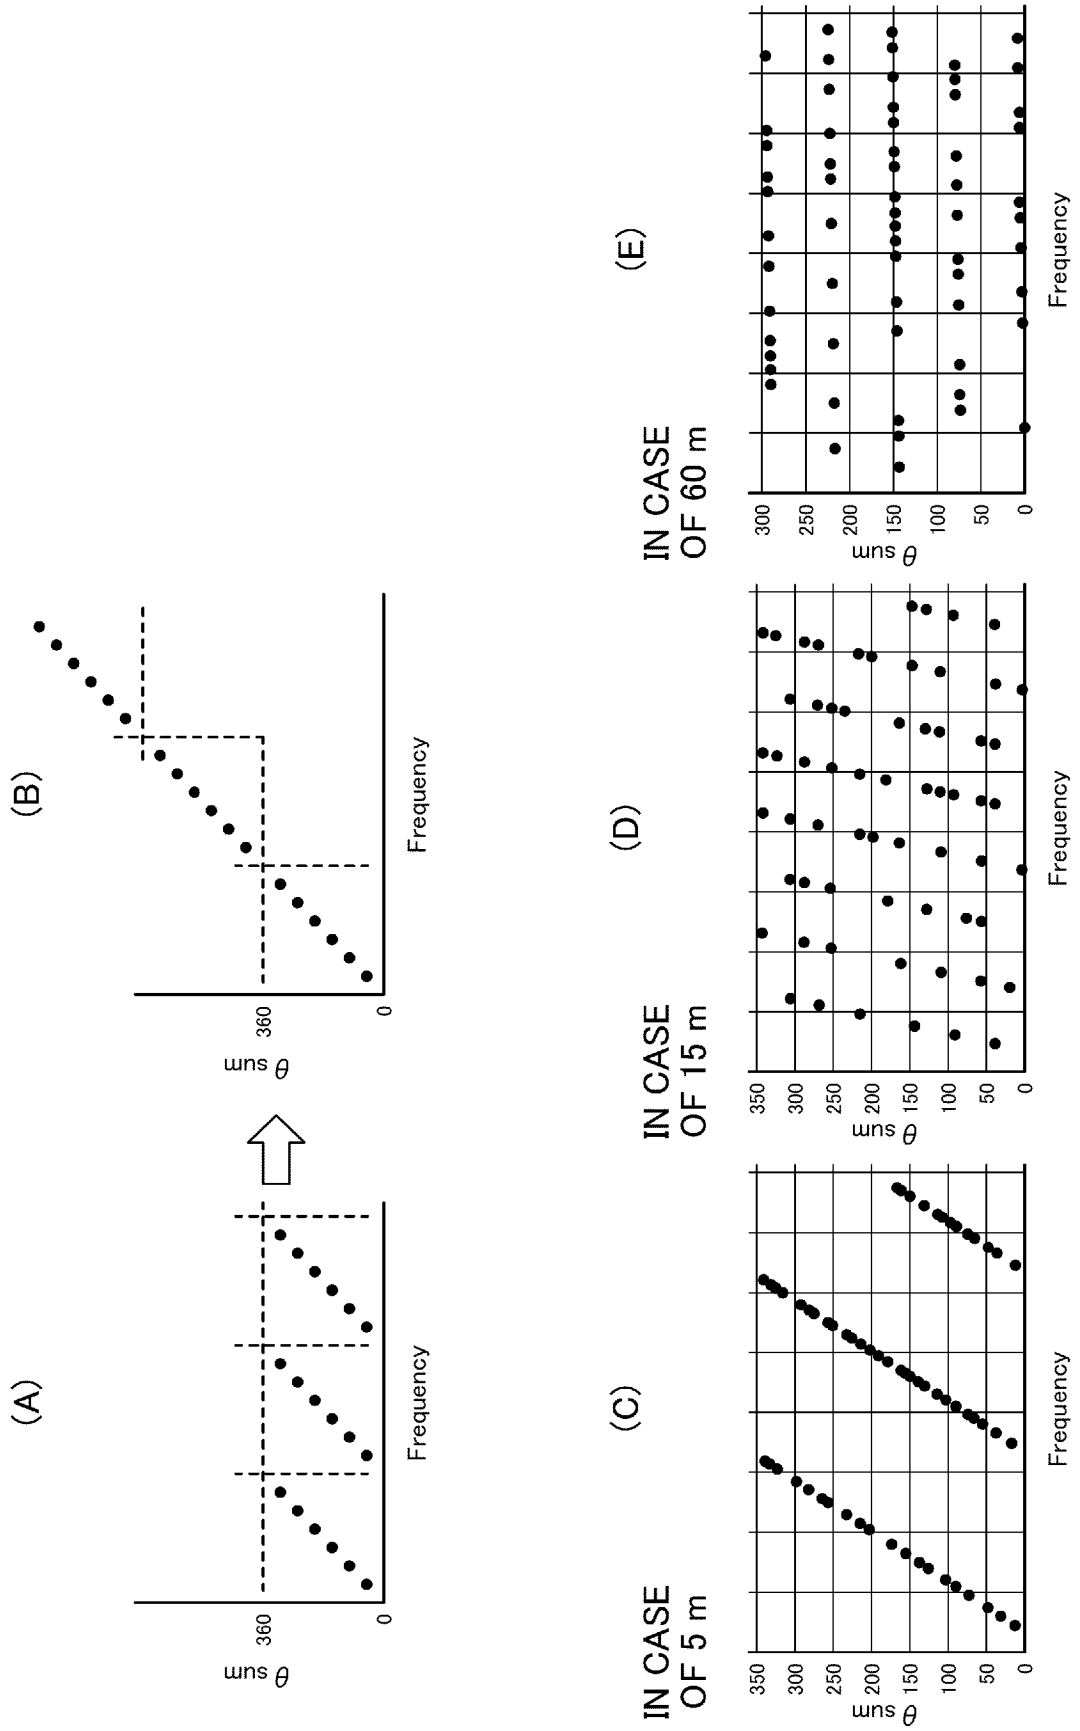 (A)
360
0
θ sum
Frequency
(B)
360
0
θ sum
Frequency
(C)
IN CASE
OF 5 m
350
300
250
200
150
100
50
0
θ sum
Frequency
(D)
IN CASE
OF 15 m
350
300
250
200
150
100
50
0
θ sum
Frequency
(E)
IN CASE
OF 60 m
300
250
200
150
100
50
0
θ sum
Frequency